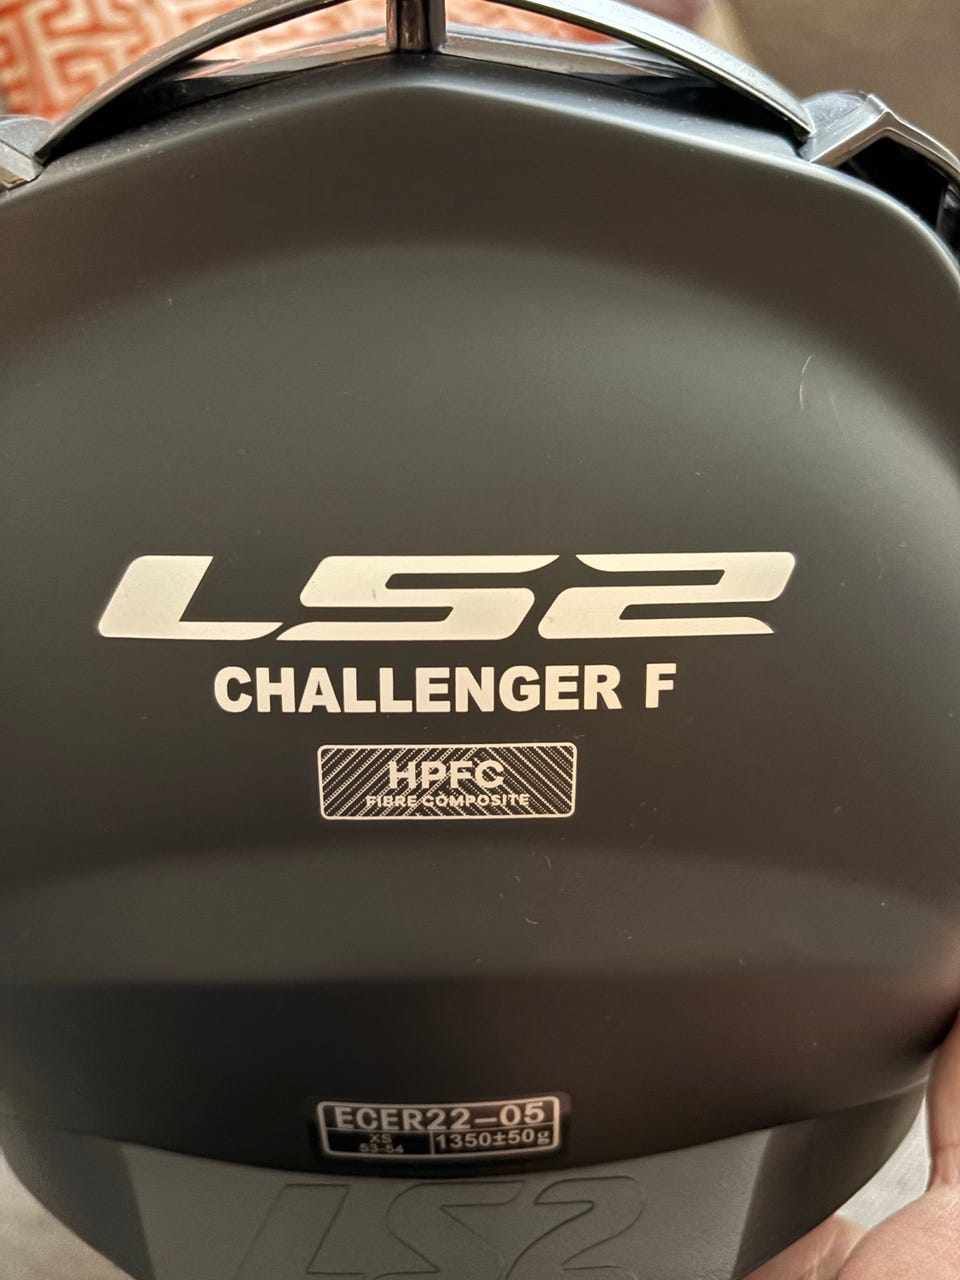 LS2
CHALLENGER F
HPFC
FIBRE COMPOSITE
ECER22-05
XS
53-54
1350±50g
LS2